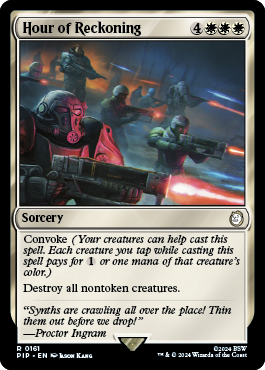 Hour of Reckoning 4
Sorcery
Convoke (Your creatures can help cast this
spell. Each creature you tap while casting this
spell pays for 1 or one mana of that creature's
color.)
Destroy all nontoken creatures.
“Synths are crawling all over the place! Thin
them out before we drop!”
—Proctor Ingram
R 0161
PIP • EN Jason Kang
©2024 BSW
™ & © 2024 Wizards of the Coast